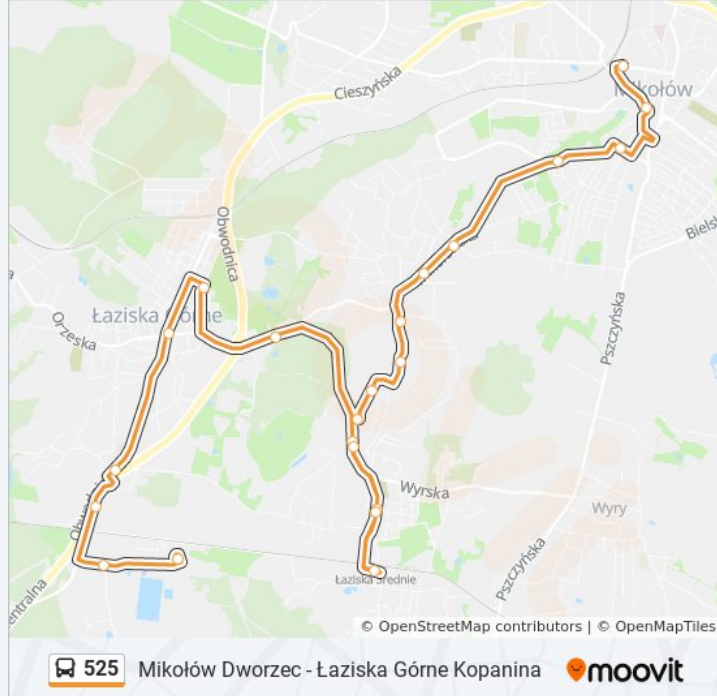 Cieszyńska
Mikołów
Obwodnica
Bielsk
Łaziska Górne
Orzeska
Pszczyńska
Wyrska
Wyry
Pszczyńska
Łaziska Średnie
entralna
© OpenStreetMap contributors | © OpenMapTiles
525 Mikołów Dworzec - Łaziska Górne Kopanina moovit